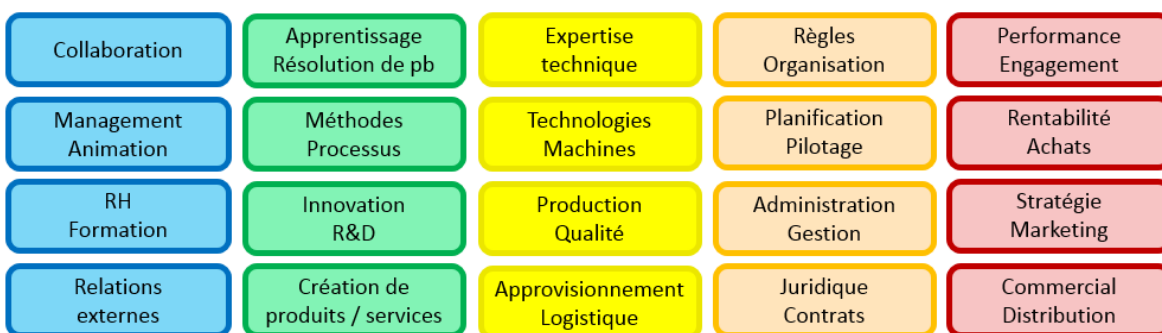 Collaboration
Apprentissage
Résolution de pb
Expertise
technique
Règles
Organisation
Performance
Engagement
Management
Animation
Méthodes
Processus
Technologies
Machines
Planification
Pilotage
Rentabilité
Achats
RH
Formation
Innovation
R&D
Production
Qualité
Administration
Gestion
Stratégie
Marketing
Relations
externes
Création de
produits / services
Approvisionnement
Logistique
Juridique
Contrats
Commercial
Distribution